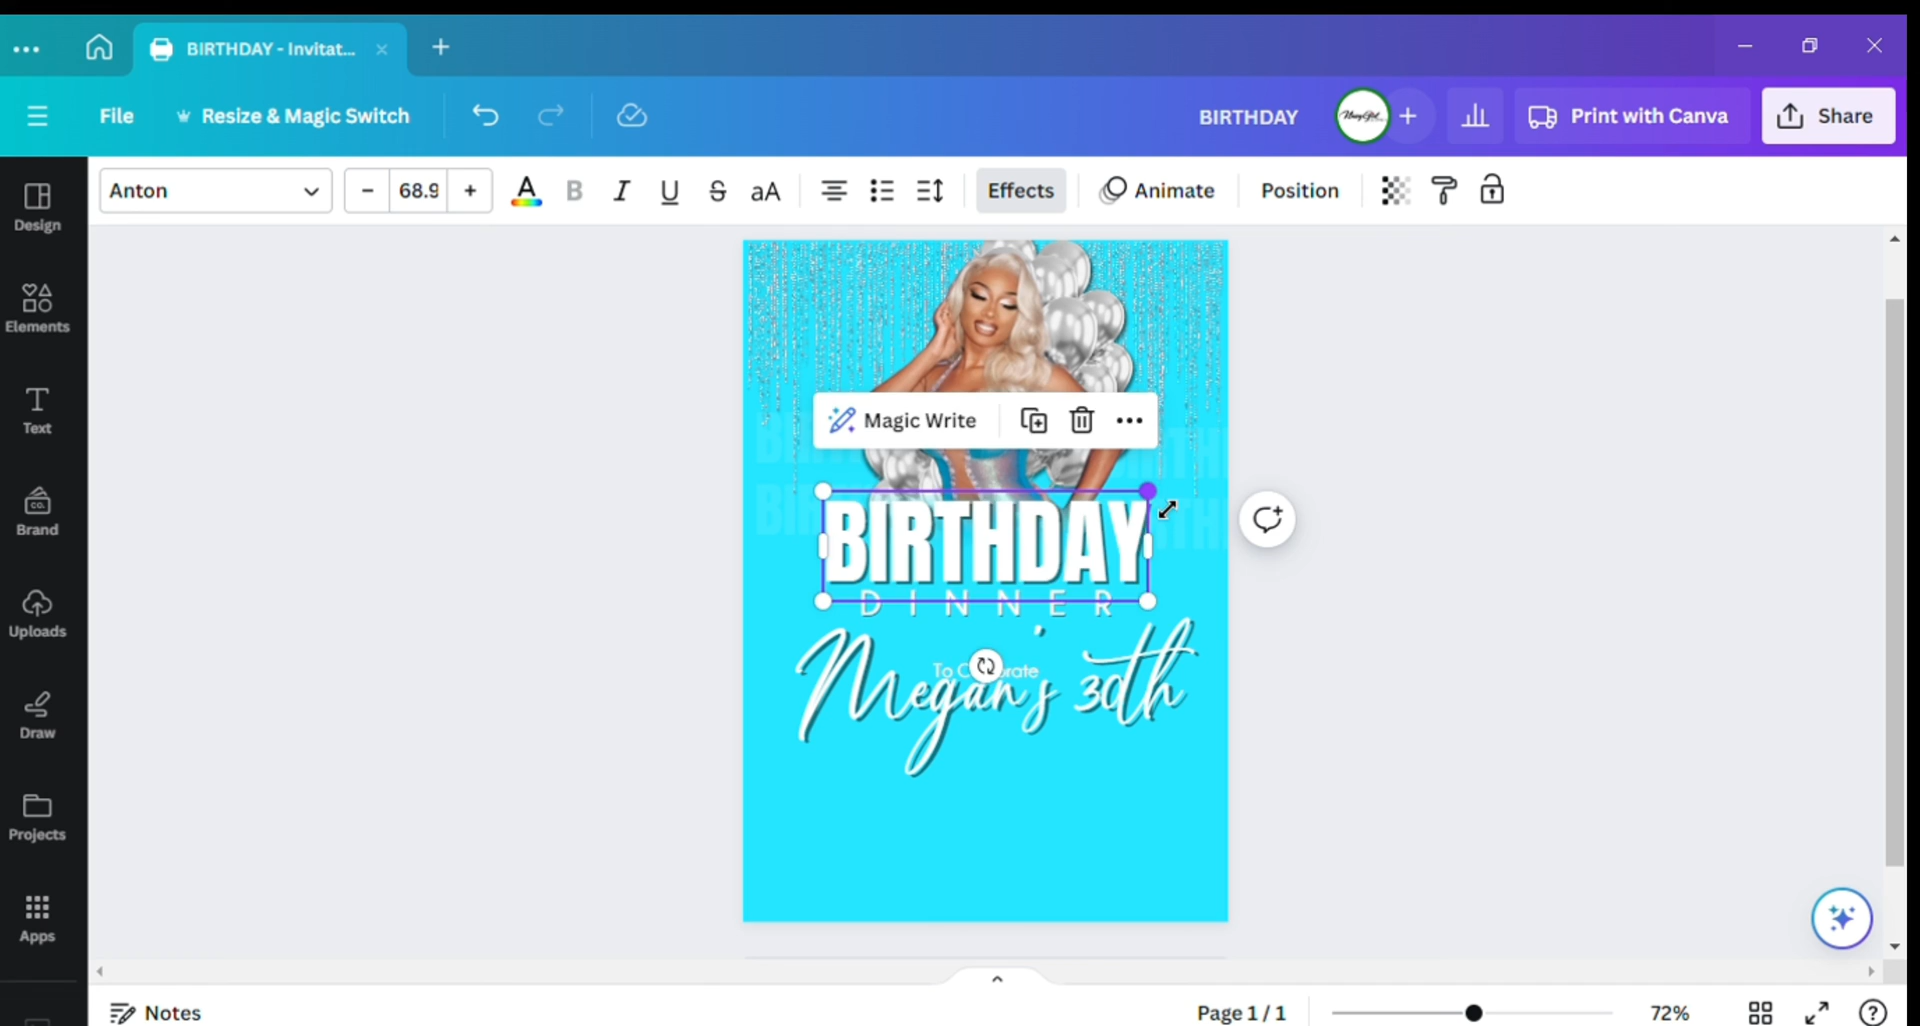 BIRTHDAY - Invitat...
File
Resize & Magic Switch
BIRTHDAY
Print with Canva
Share
Anton
68.9
A
B
I
U
S
aA
Effects
Animate
Position
Design
Elements
Text
Brand
Uploads
Draw
Projects
Apps
Magic Write
BIRTHDAY
DINNER
Megan's 30th
Notes
Page 1 / 1
72%